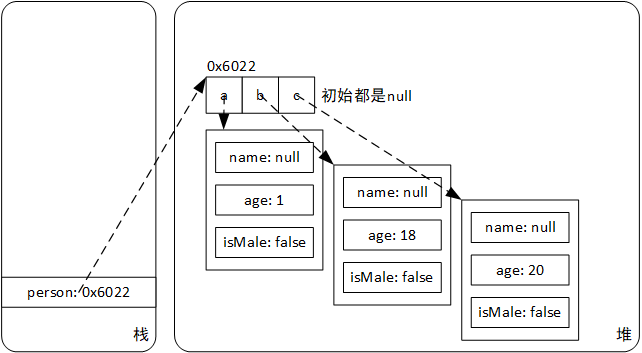 0x6022
a b c 初始都是null
name: null
age: 1
isMale: false
name: null
age: 18
isMale: false
name: null
age: 20
isMale: false
person: 0x6022
栈
堆